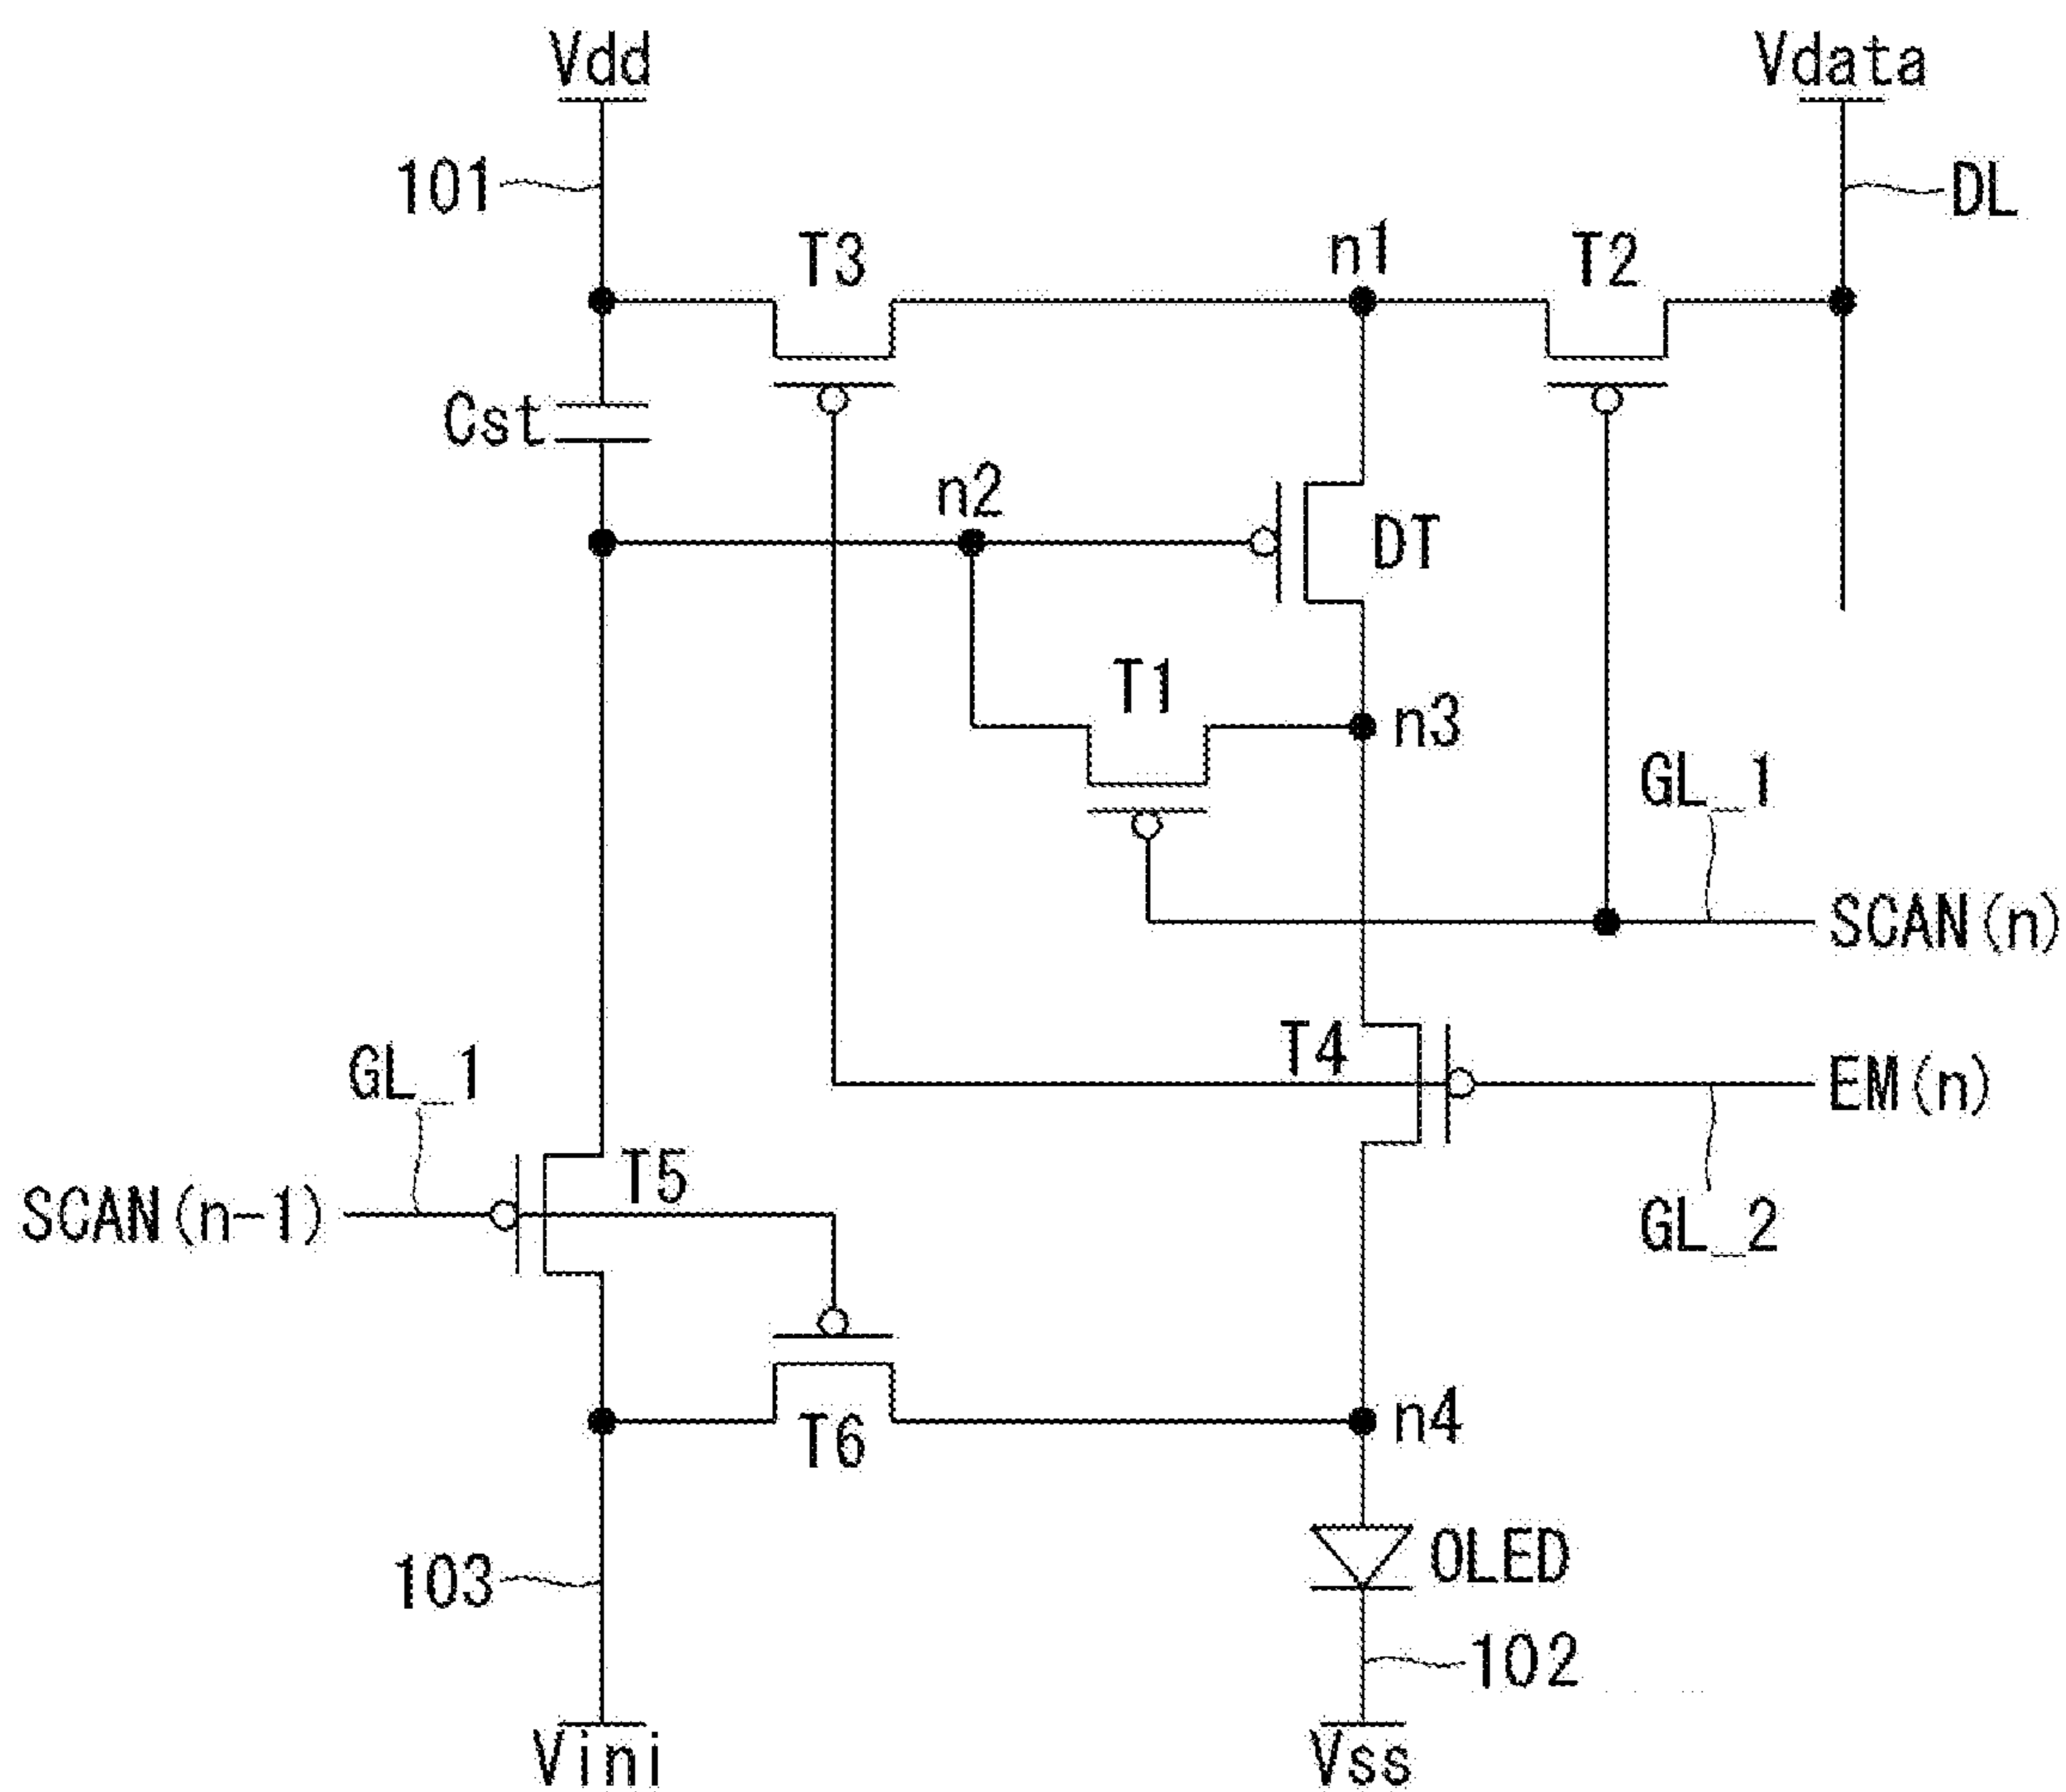 Vdd
Vdata
101
DL
T3
n1
T2
Cst
n2
DT
T1
n3
GL_1
SCAN(n)
T4
GL_1
EM(n)
T5
SCAN(n-1)
GL_2
n4
T6
OLED
103
102
Vini
Vss